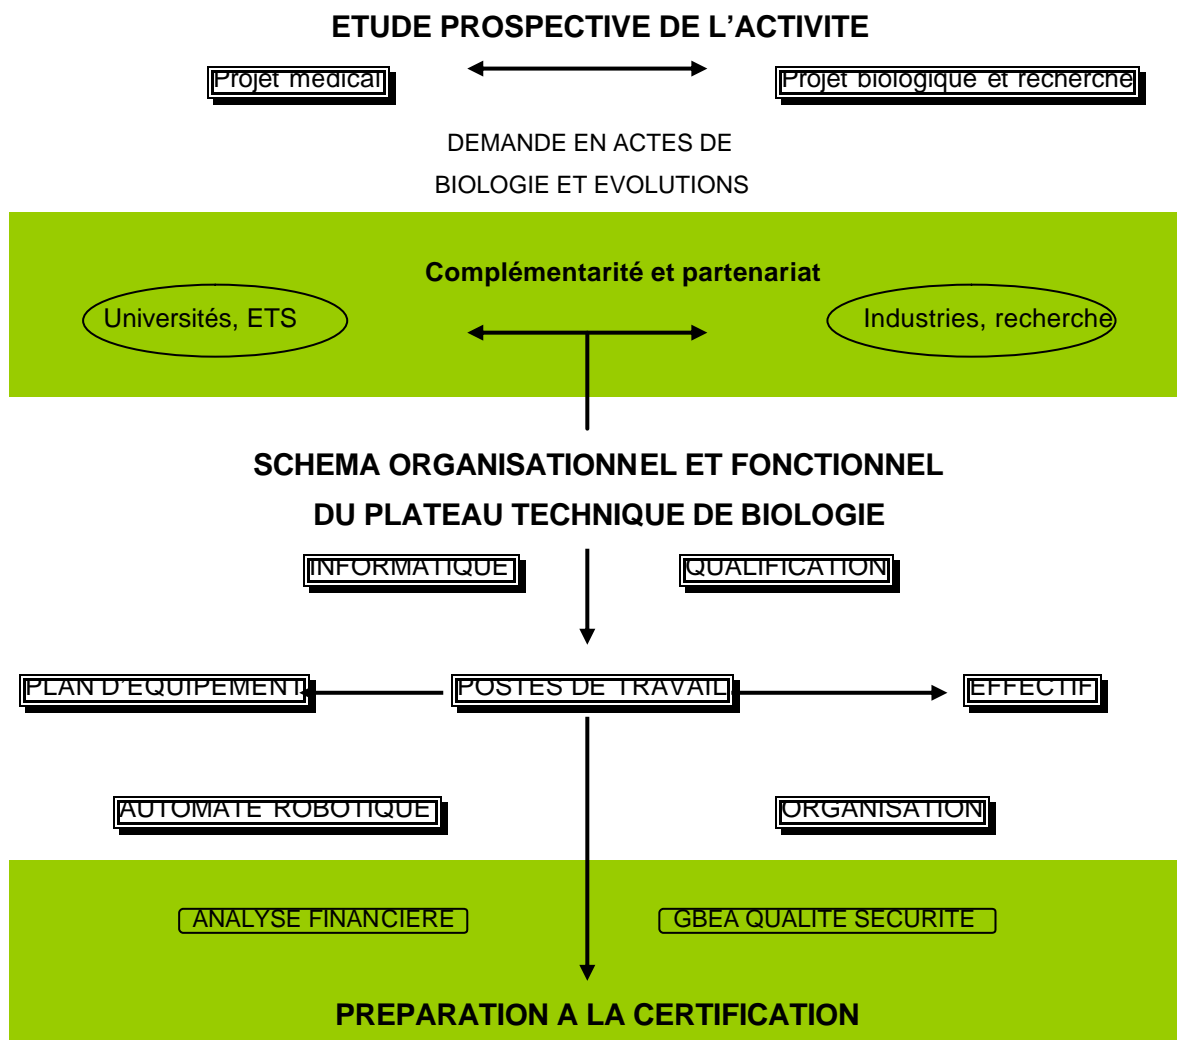 ETUDE PROSPECTIVE DE L'ACTIVITE
Projet médical
Projet biologique et recherche
DEMANDE EN ACTES DE
BIOLOGIE ET EVOLUTIONS
Complémentarité et partenariat
Universités, ETS
Industries, recherche
SCHEMA ORGANISATIONNEL ET FONCTIONNEL
DU PLATEAU TECHNIQUE DE BIOLOGIE
INFORMATIQUE
QUALIFICATION
PLAN D'EQUIPEMENT
POSTES DE TRAVAIL
EFFECTIF
AUTOMATE ROBOTIQUE
ORGANISATION
ANALYSE FINANCIERE
GBEA QUALITE SECURITE
PREPARATION A LA CERTIFICATION